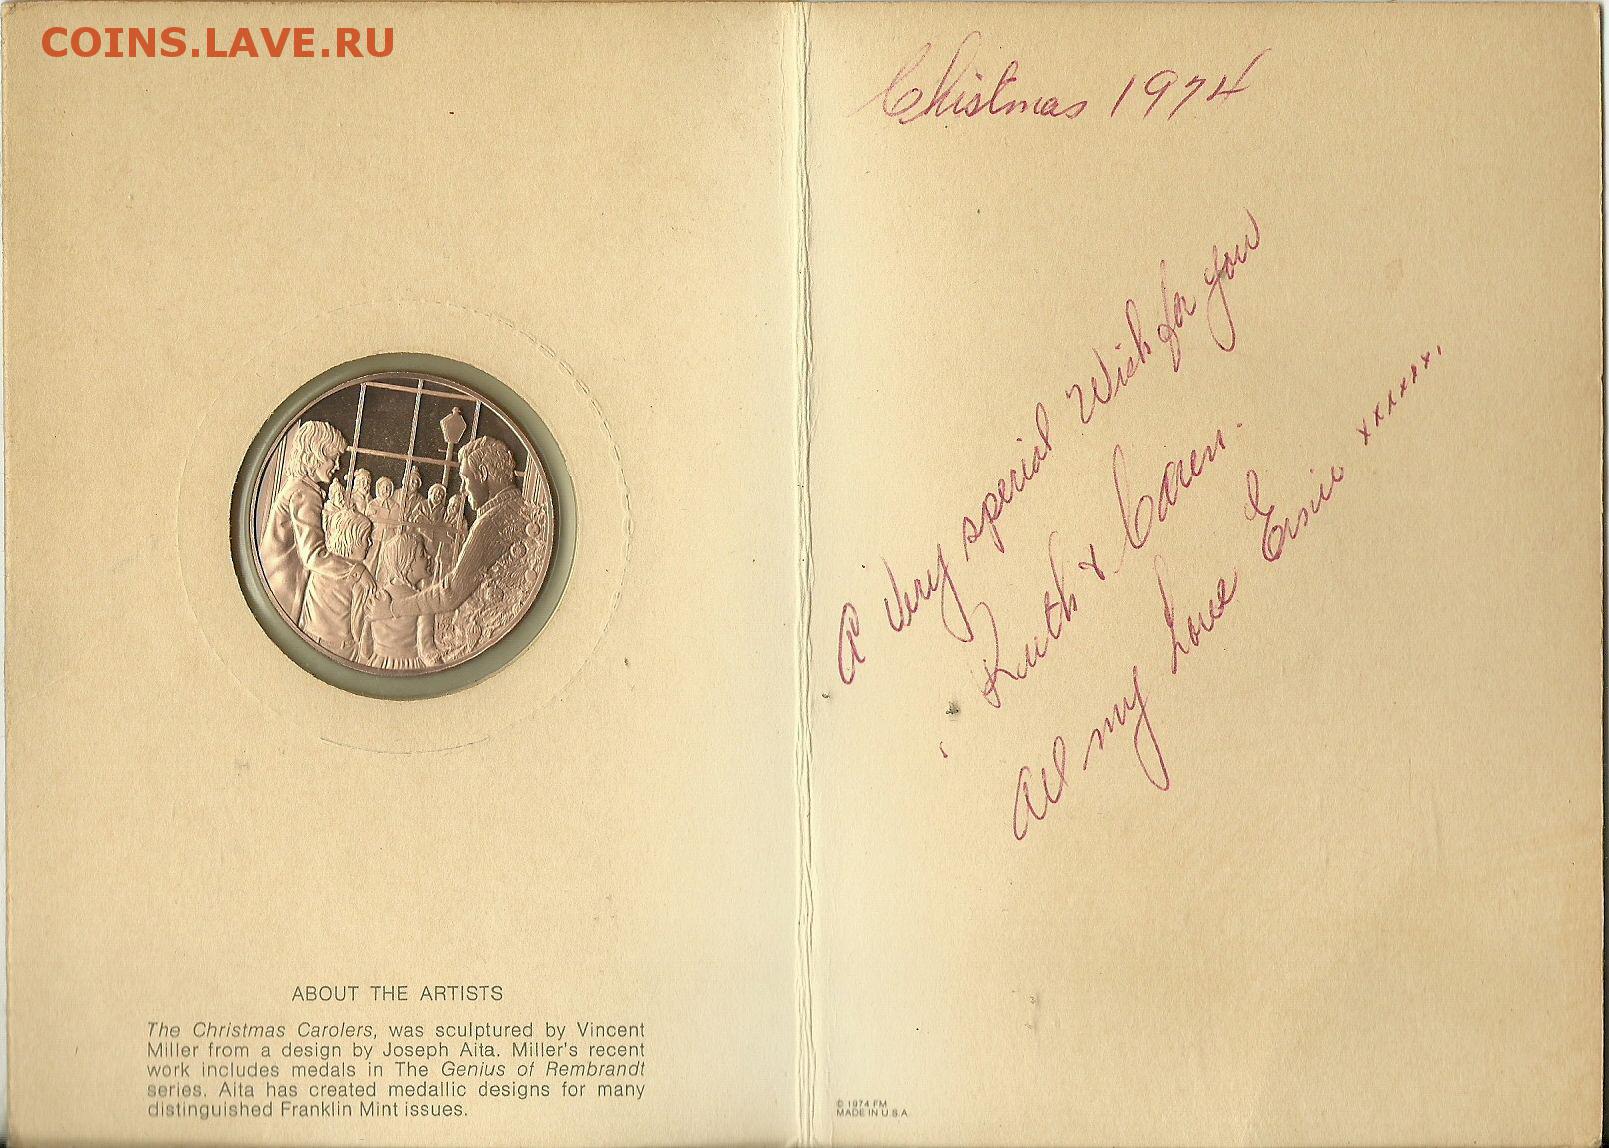 COINS.LAVE.RU
ABOUT THE ARTISTS
The Christmas Carolers, was sculptured by Vincent
Miller from a design by Joseph Aita. Miller's recent
work includes medals in The Genius of Rembrandt
series. Aita has created medallic designs for many
distinguished Franklin Mint issues.
Chistmas 1974
A Very special Wish for you
Ruth & Caren.
All my Love Ernie xxxxxx.
© 1974 FM
MADE IN U.S.A.